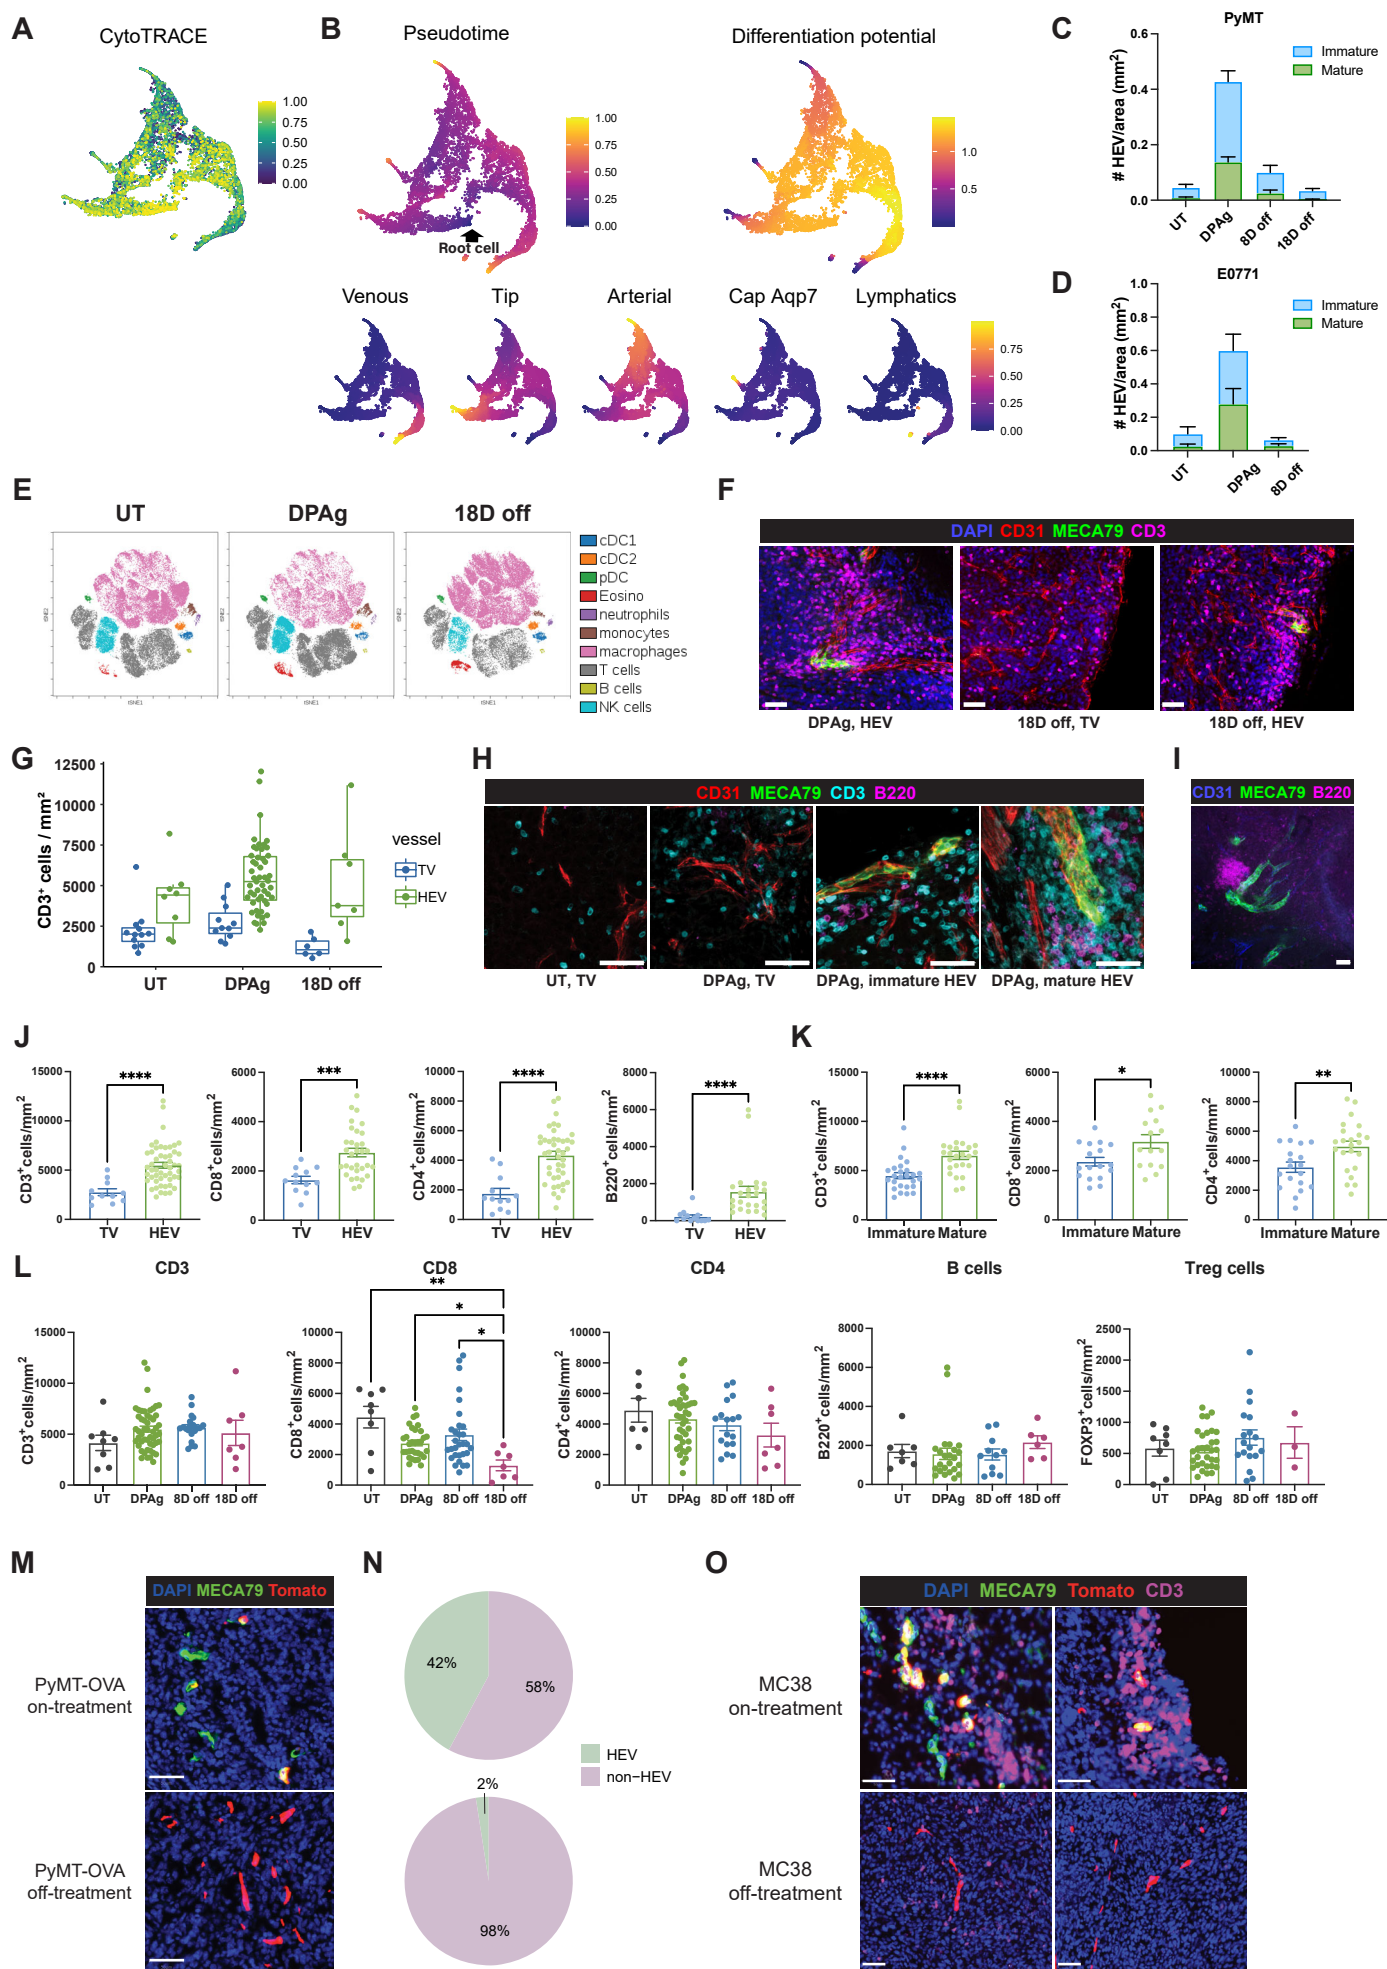 A
CytoTRACE
1.00
0.75
0.50
0.25
0.00
B
Pseudotime
Differentiation potential
1.00
0.75
0.50
0.25
0.00
Root cell
1.0
0.5
Venous
Tip
Arterial
Cap Aqp7
Lymphatics
0.75
0.50
0.25
0.00
C
PyMT
# HEV/area (mm²)
0.6
0.4
0.2
0.0
Immature
Mature
UT
DPAg
8D off
18D off
D
E0771
# HEV/area (mm²)
1.0
0.8
0.6
0.4
0.2
0.0
Immature
Mature
UT
DPAg
8D off
E
UT
DPAg
18D off
tSNE2
tSNE1
tSNE2
tSNE1
tSNE2
tSNE1
cDC1
cDC2
pDC
Eosino
neutrophils
monocytes
macrophages
T cells
B cells
NK cells
F
DAPI CD31 MECA79 CD3
DPAg, HEV
18D off, TV
18D off, HEV
G
CD3⁺ cells / mm²
12500
10000
7500
5000
2500
0
UT
DPAg
18D off
vessel
TV
HEV
H
CD31 MECA79 CD3 B220
UT, TV
DPAg, TV
DPAg, immature HEV
DPAg, mature HEV
I
CD31 MECA79 B220
J
CD3⁺cells/mm²
15000
10000
5000
0
****
TV
HEV
CD8⁺cells/mm²
6000
4000
2000
0
***
TV
HEV
CD4⁺cells/mm²
10000
8000
6000
4000
2000
0
****
TV
HEV
B220⁺cells/mm²
8000
6000
4000
2000
0
****
TV
HEV
K
CD3⁺cells/mm²
15000
10000
5000
0
****
Immature Mature
CD8⁺cells/mm²
6000
4000
2000
0
*
Immature Mature
CD4⁺cells/mm²
10000
8000
6000
4000
2000
0
**
Immature Mature
L
CD3
CD3⁺cells/mm²
15000
10000
5000
0
UT
DPAg
8D off
18D off
CD8
**
*
*
CD8⁺cells/mm²
10000
8000
6000
4000
2000
0
UT
DPAg
8D off
18D off
CD4
CD4⁺cells/mm²
10000
8000
6000
4000
2000
0
UT
DPAg
8D off
18D off
B cells
B220⁺cells/mm²
8000
6000
4000
2000
0
UT
DPAg
8D off
18D off
Treg cells
FOXP3⁺cells/mm²
2500
2000
1500
1000
500
0
UT
DPAg
8D off
18D off
M
DAPI MECA79 Tomato
PyMT-OVA
on-treatment
PyMT-OVA
off-treatment
N
42%
58%
HEV
non−HEV
2%
98%
O
DAPI MECA79 Tomato CD3
MC38
on-treatment
MC38
off-treatment